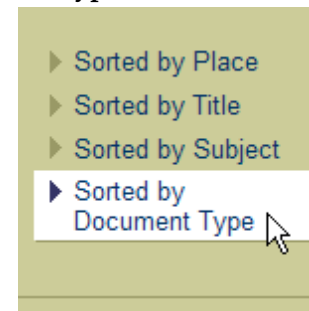 Sorted by Place
Sorted by Title
Sorted by Subject
Sorted by
Document Type